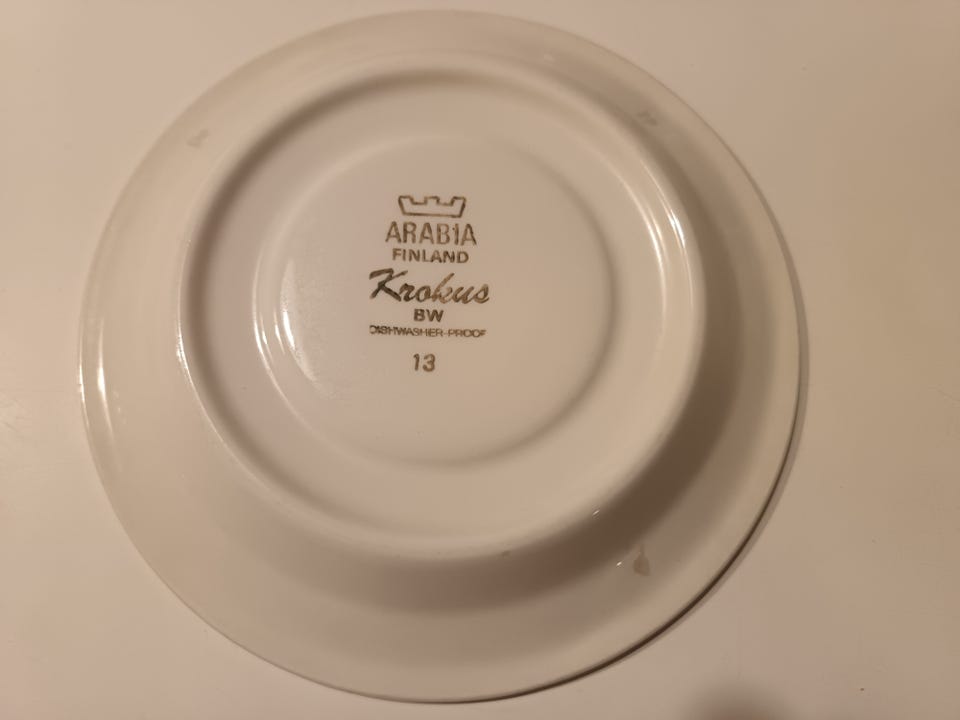 ARABIA
FINLAND
Krokus
BW
DISHWASHER-PROOF
13